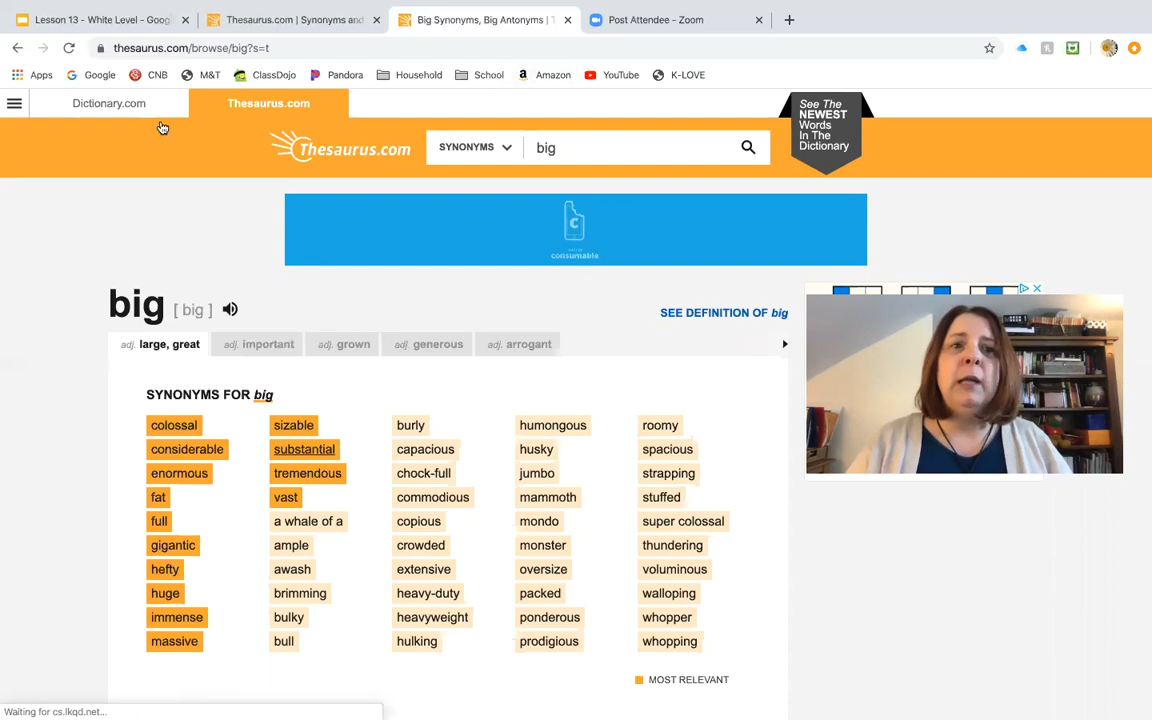 Lesson 13 - White Level - Goog
Thesaurus.com | Synonyms and
Big Synonyms, Big Antonyms | T
Post Attendee - Zoom
thesaurus.com/browse/big?s=t
Apps Google CNB M&T ClassDojo Pandora Household School Amazon YouTube K-LOVE
Dictionary.com Thesaurus.com
Thesaurus.com SYNONYMS big
See The
NEWEST
Words
In The
Dictionary
C
consumable
big [ big ] SEE DEFINITION OF big
adj. large, great adj. important adj. grown adj. generous adj. arrogant
SYNONYMS FOR big
colossal sizable burly humongous roomy
considerable substantial capacious husky spacious
enormous tremendous chock-full jumbo strapping
fat vast commodious mammoth stuffed
full a whale of a copious mondo super colossal
gigantic ample crowded monster thundering
hefty awash extensive oversize voluminous
huge brimming heavy-duty packed walloping
immense bulky heavyweight ponderous whopper
massive bull hulking prodigious whopping
MOST RELEVANT
Waiting for cs.lkqd.net...